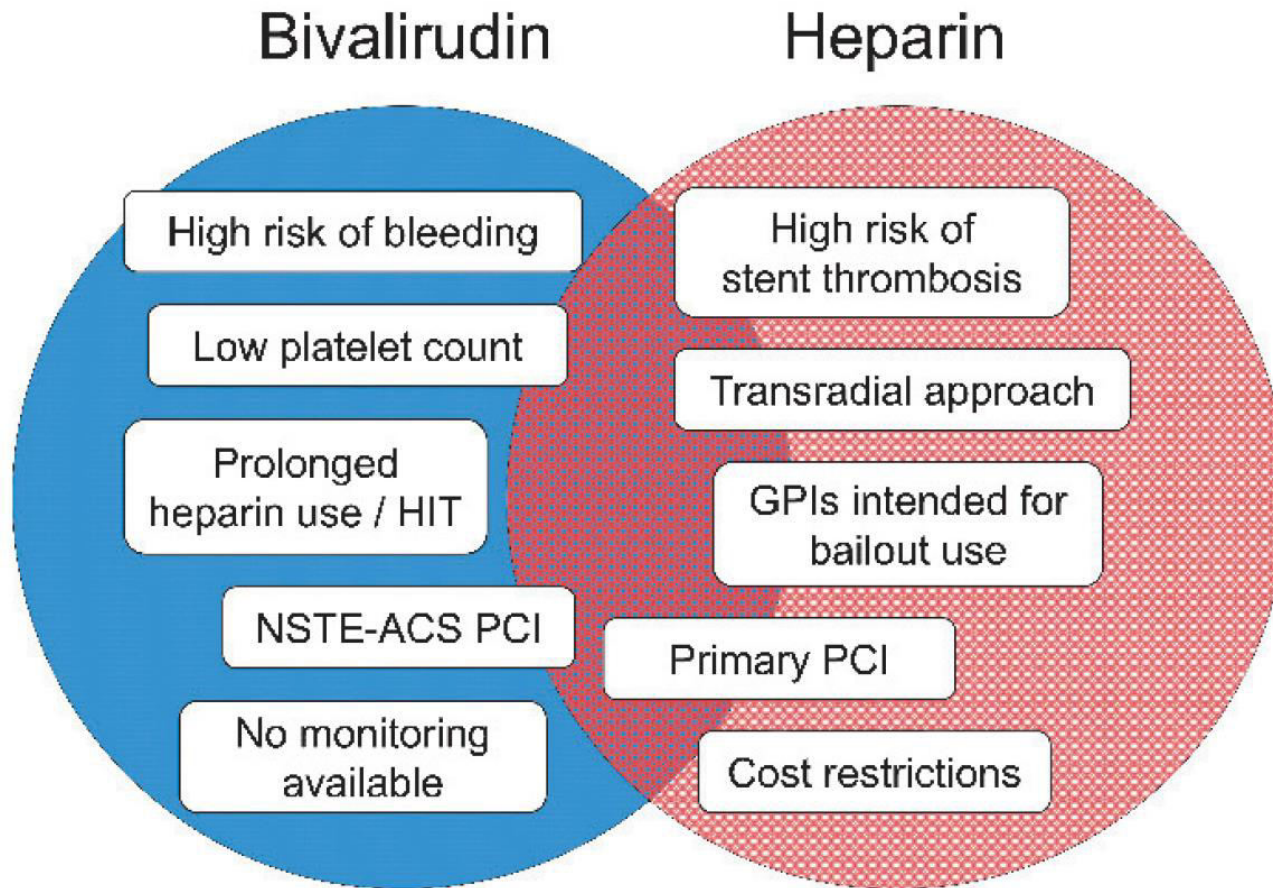 Bivalirudin
Heparin
High risk of bleeding
Low platelet count
Prolonged
heparin use / HIT
NSTE-ACS PCI
No monitoring
available
High risk of
stent thrombosis
Transradial approach
GPIs intended for
bailout use
Primary PCI
Cost restrictions